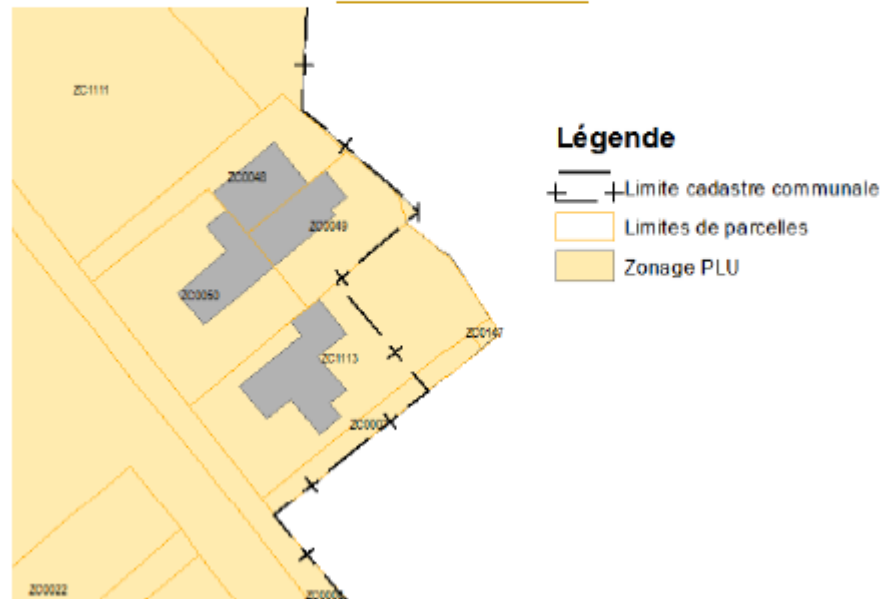 ZC1111
Légende
ZC0048
Limite cadastre communale
ZC0049
Limites de parcelles
Zonage PLU
ZC0050
ZC0147
ZC1113
ZC0022